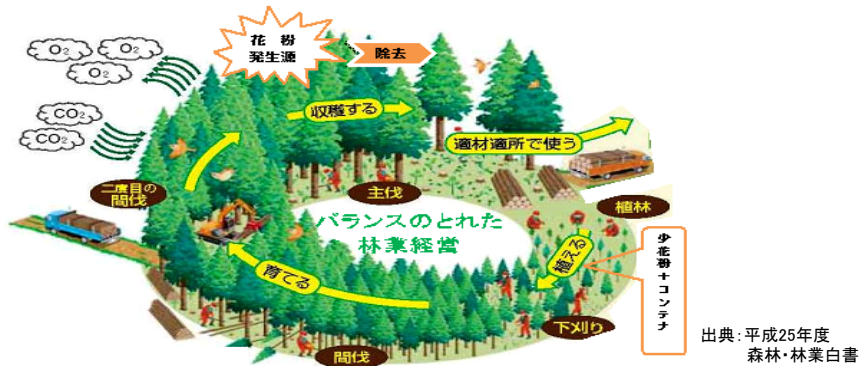 花 粉
発生源
除去
O₂
O₂
O₂
CO₂
CO₂
収穫する
適材適所で使う
二度目の
間伐
主伐
植林
バランスのとれた
林業経営
植える
少花粉＋コンテナ
育てる
下刈り
間伐
出典：平成25年度
森林・林業白書